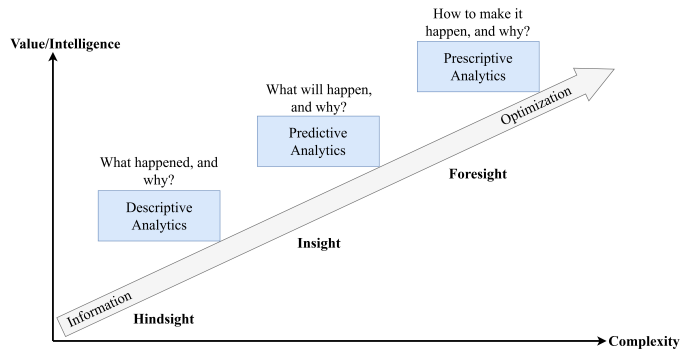 How to make it
happen, and why?
Value/Intelligence
Prescriptive
Analytics
What will happen,
and why?
Optimization
Predictive
Analytics
What happened, and
why?
Foresight
Descriptive
Analytics
Insight
Information
Hindsight
Complexity